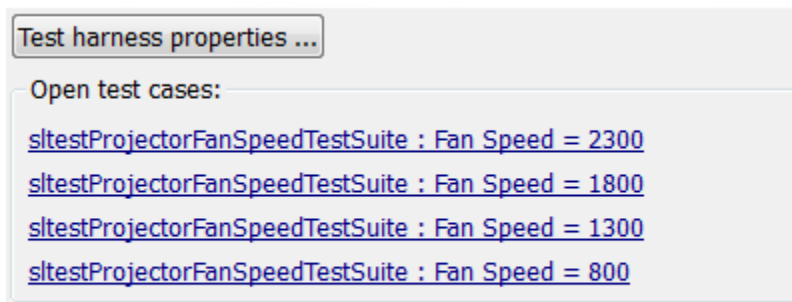 Test harness properties ...
Open test cases:
sltestProjectorFanSpeedTestSuite : Fan Speed = 2300
sltestProjectorFanSpeedTestSuite : Fan Speed = 1800
sltestProjectorFanSpeedTestSuite : Fan Speed = 1300
sltestProjectorFanSpeedTestSuite : Fan Speed = 800